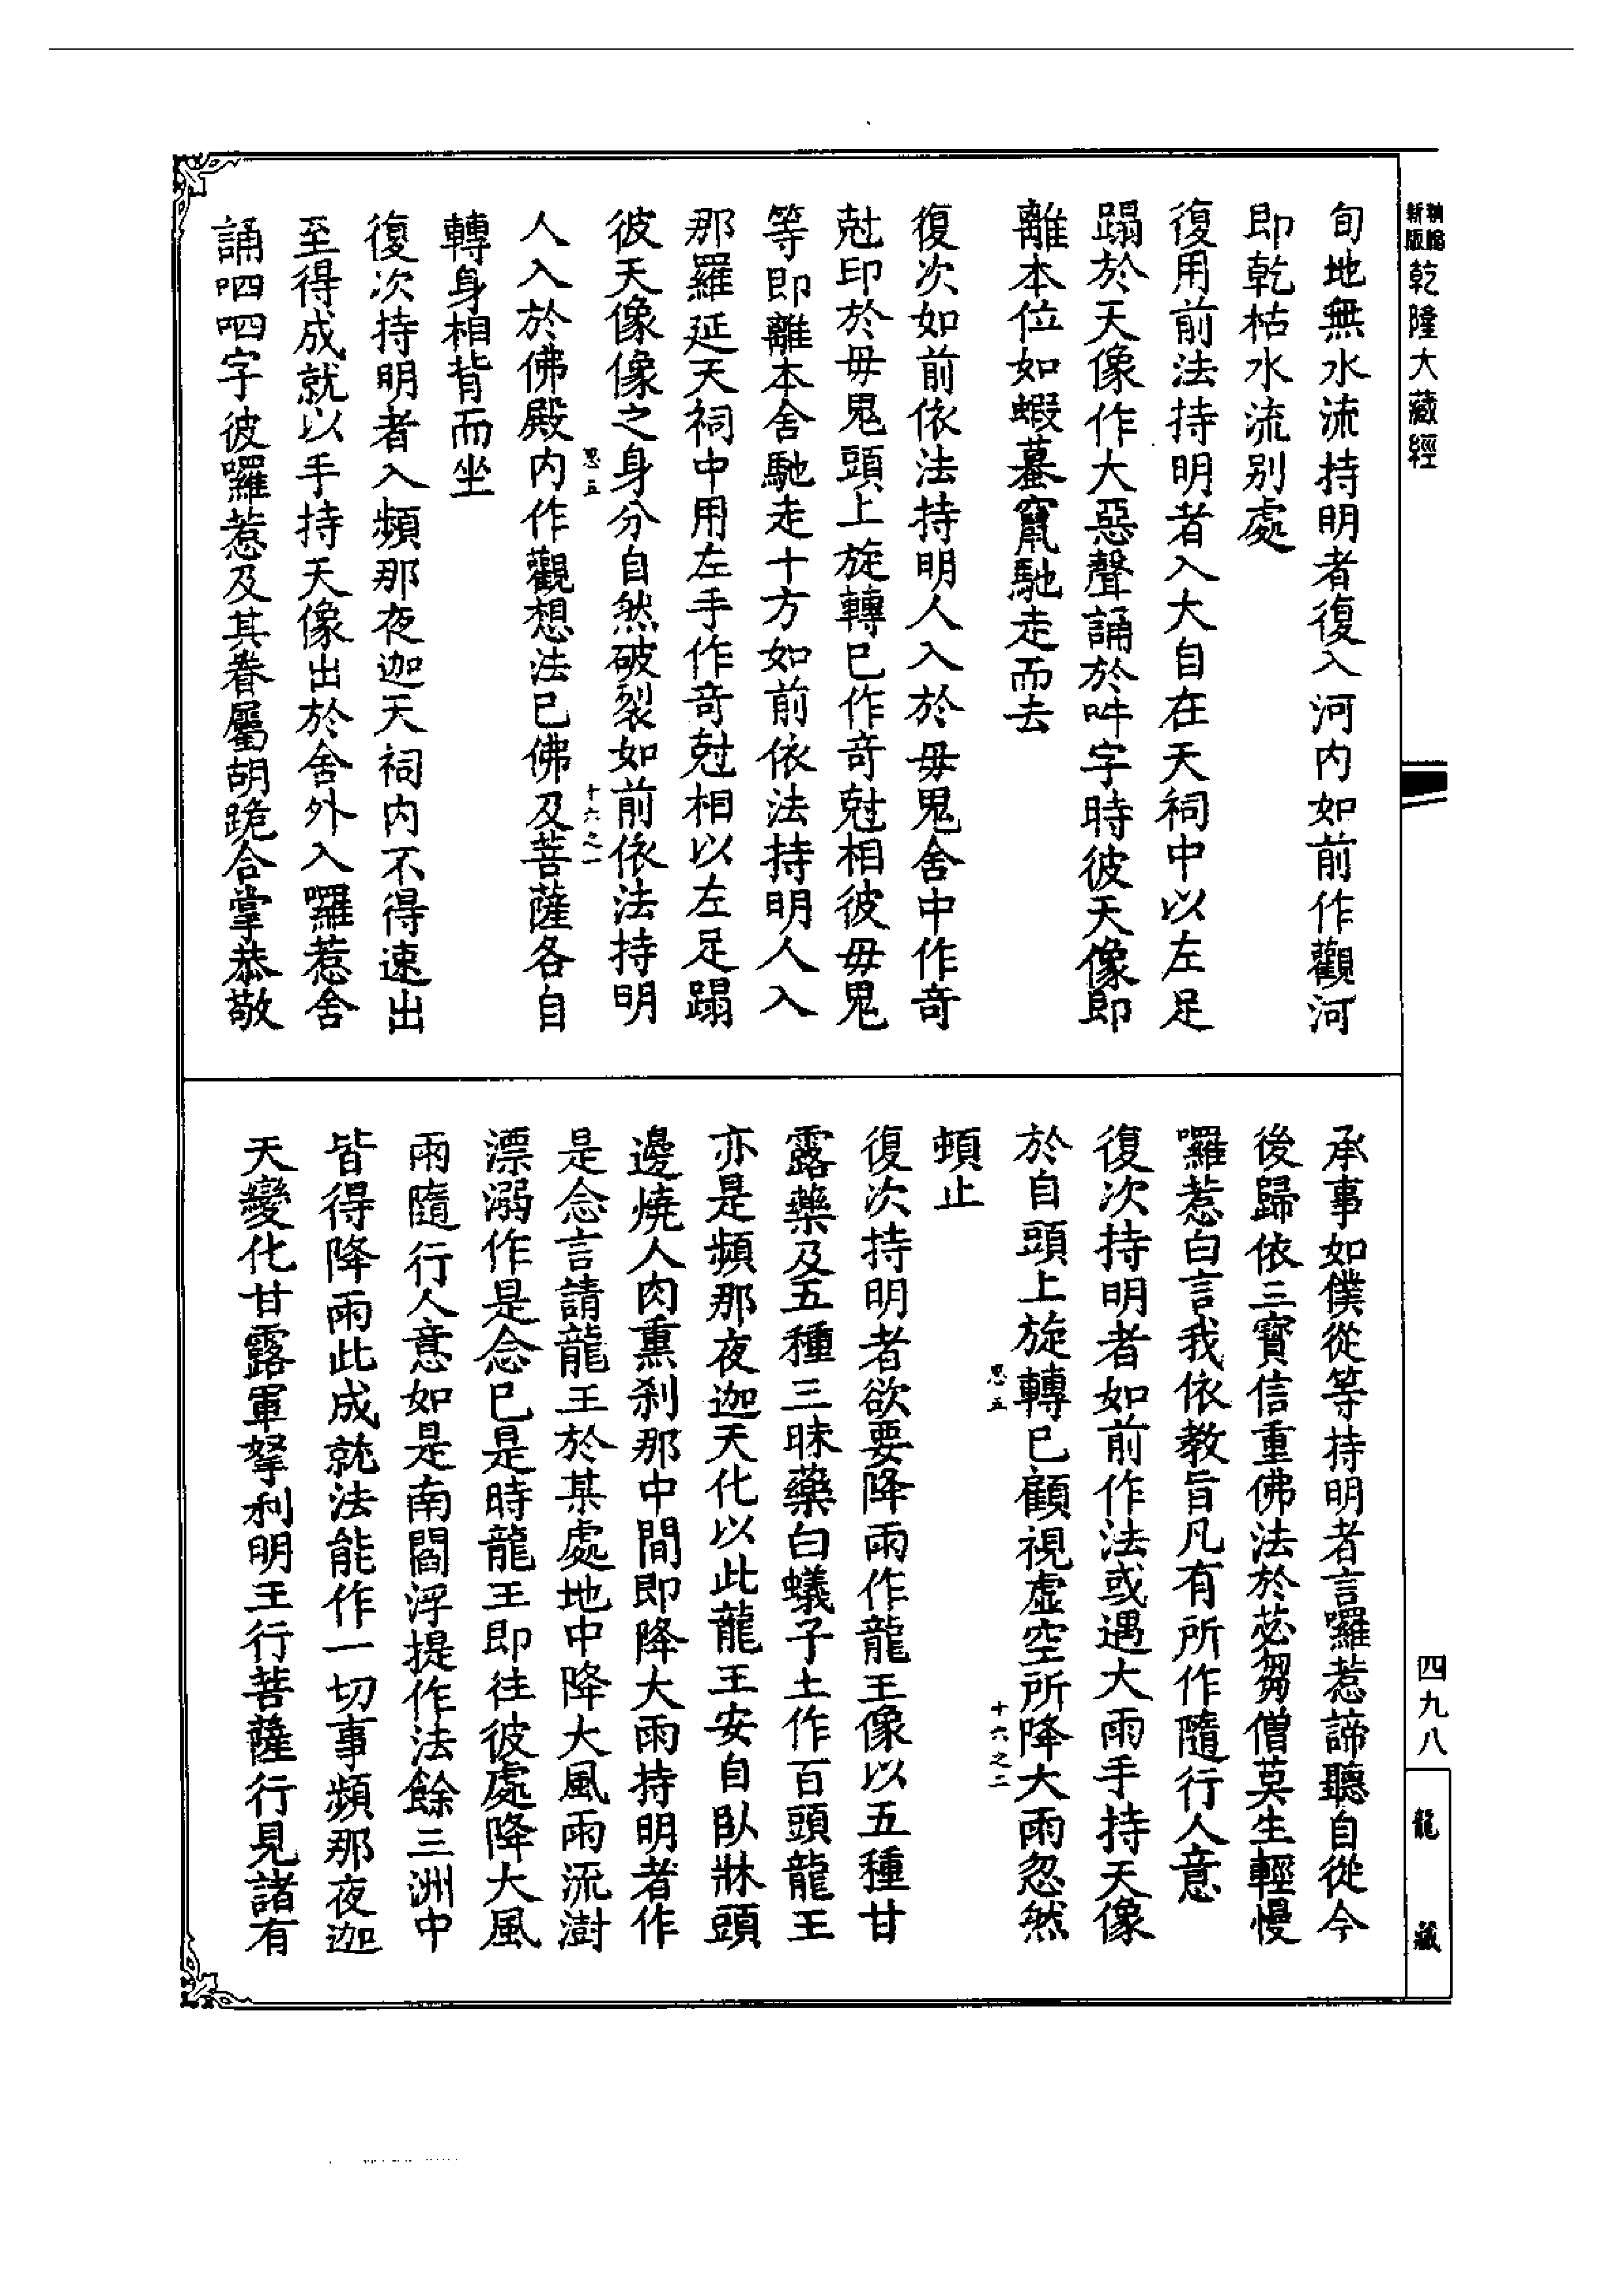 新版
乾隆大藏經
旬地無水流持明者復入河內如前作觀河
即乾枯水流別處
復用前法持明者入大自在天祠中以左足
蹋於天像作大惡聲誦於吽字時彼天像即
離本位如蝦蟇竄馳走而去
復次如前依法持明人入於毋鬼舍中作竒
尅印於毋鬼頭上旋轉巳作竒尅相彼毋鬼
等即離本舍馳走十方如前依法持明人入
那羅延天祠中用左手作竒尅相以左足蹋
彼天像像之身分自然破裂如前依法持明
思五
十六之一
人入於佛殿內作觀想法巳佛及菩薩各自
轉身相背而坐
復次持明者入頻那夜迦天祠內不得速出
至得成就以手持天像出於舍外入囉惹舍
誦呬呬字彼囉惹及其眷屬胡跪合掌恭敬
承事如僕從等持明者言囉惹諦聽自從今
後歸依三寶信重佛法於苾芻僧莫生輕慢
囉惹白言我依教旨凡有所作隨行人意
復次持明者如前作法或遇大雨手持天像
於自頭上旋轉巳顧視虛空所降大雨忽然
思五
十六之二
頓止
復次持明者欲要降雨作龍王像以五種甘
露藥及五種三昧藥白蟻子土作百頭龍王
亦是頻那夜迦天化以此龍王安自臥牀頭
邊燒人肉熏刹那中間即降大雨持明者作
是念言請龍王於某處地中降大風雨流澍
漂溺作是念巳是時龍王即往彼處降大風
雨隨行人意如是南閻浮提作法餘三洲中
皆得降雨此成就法能作一切事頻那夜迦
天變化甘露軍拏利明王行菩薩行見諸有
四九八
龍藏